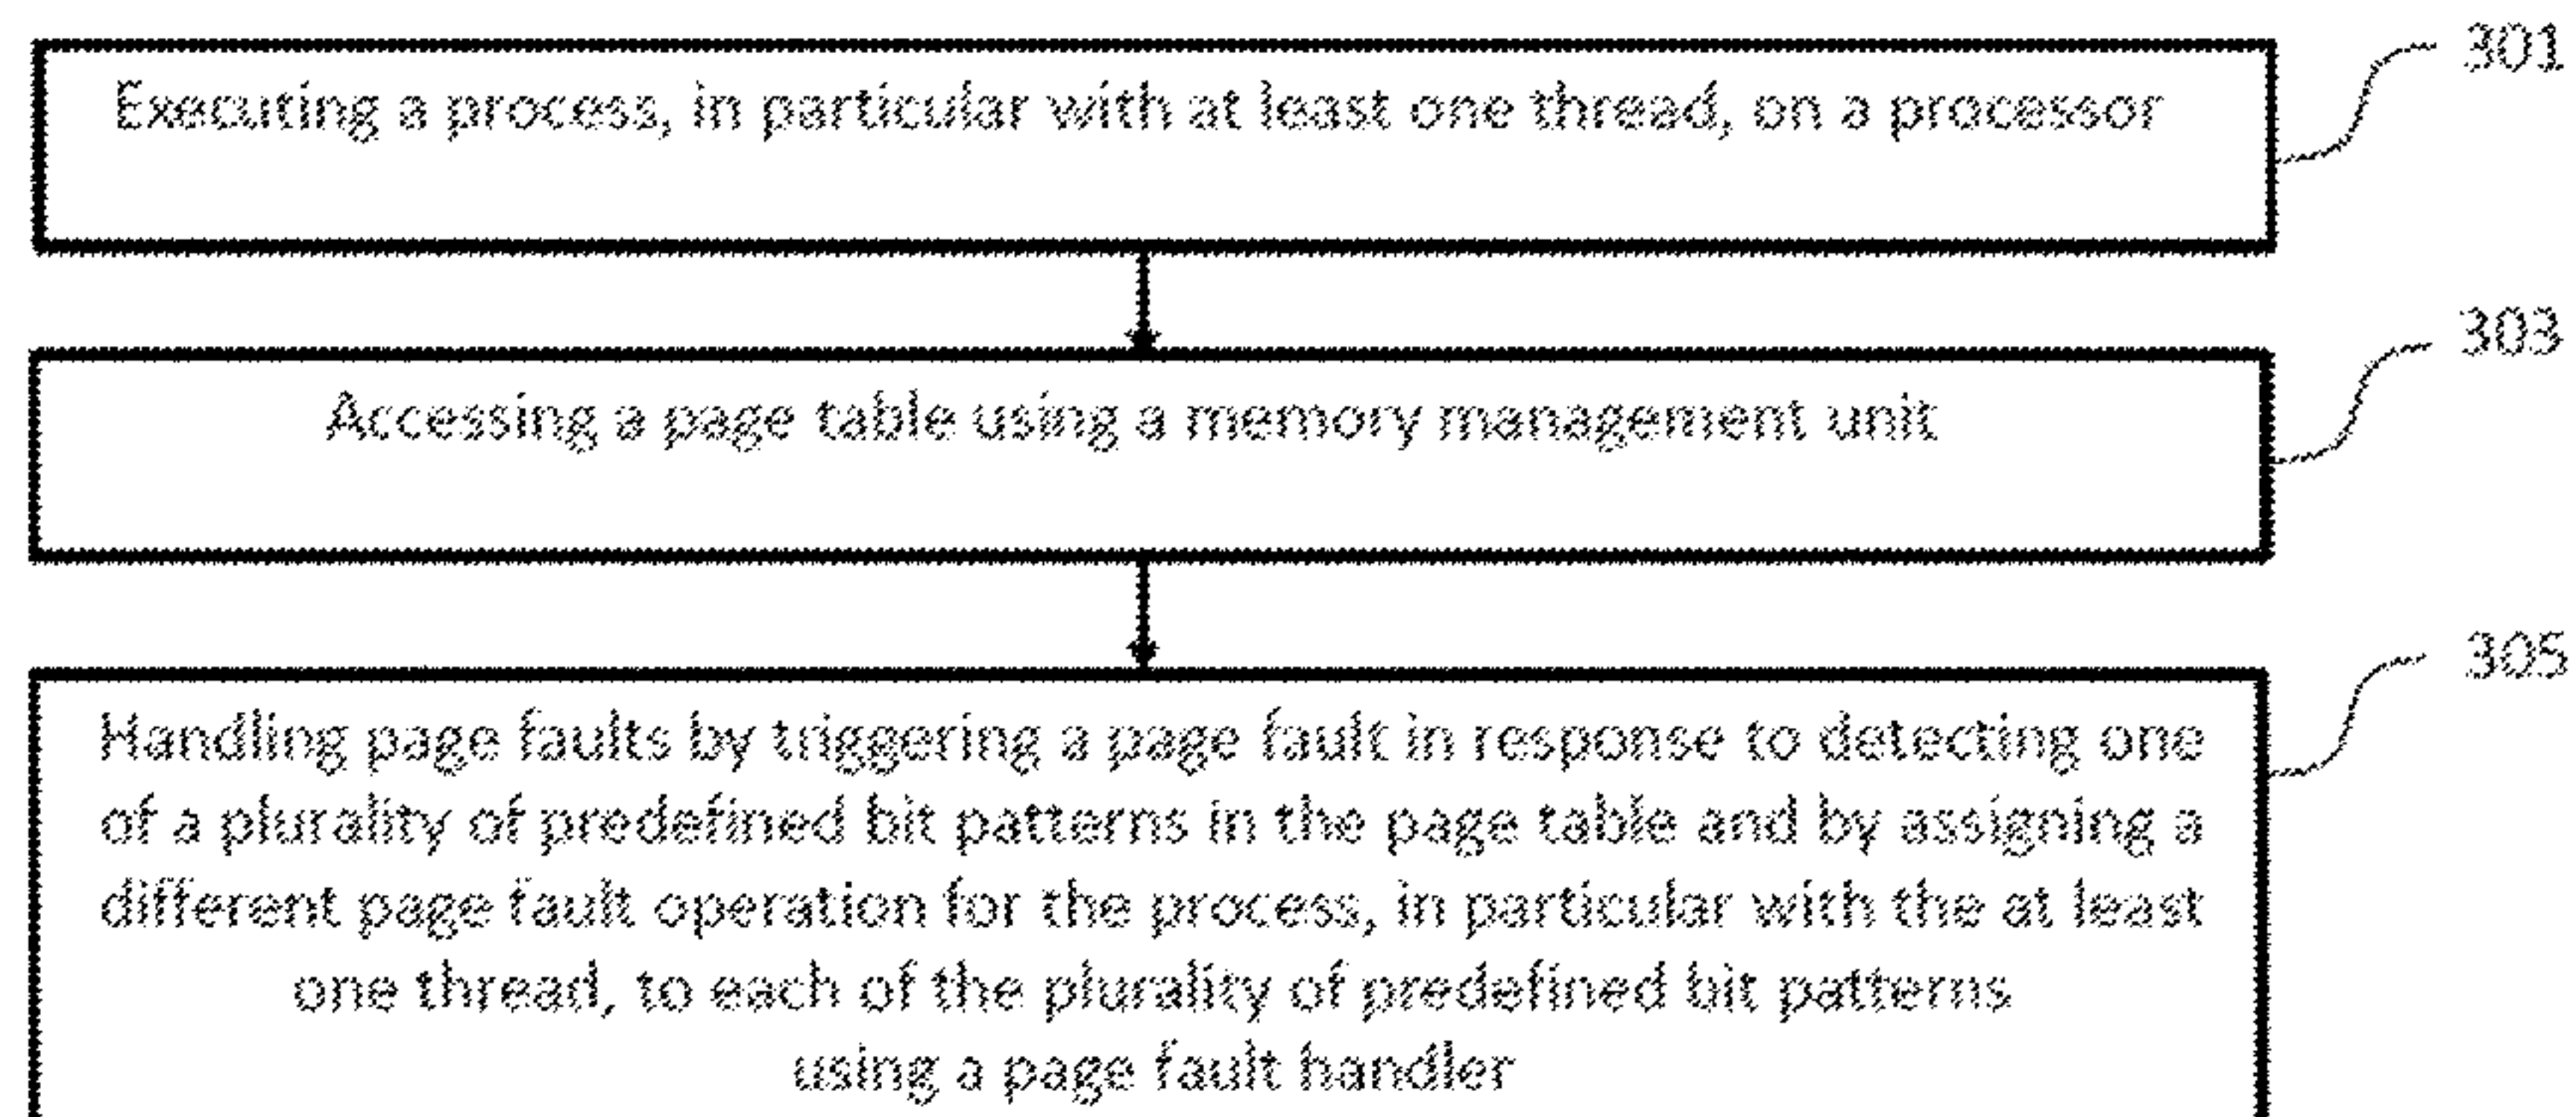 301
Executing a process, in particular with at least one thread, on a processor
303
Accessing a page table using a memory management unit
305
Handling page faults by triggering a page fault in response to detecting one
of a plurality of predefined bit patterns in the page table and by assigning a
different page fault operation for the process, in particular with the at least
one thread, to each of the plurality of predefined bit patterns
using a page fault handler